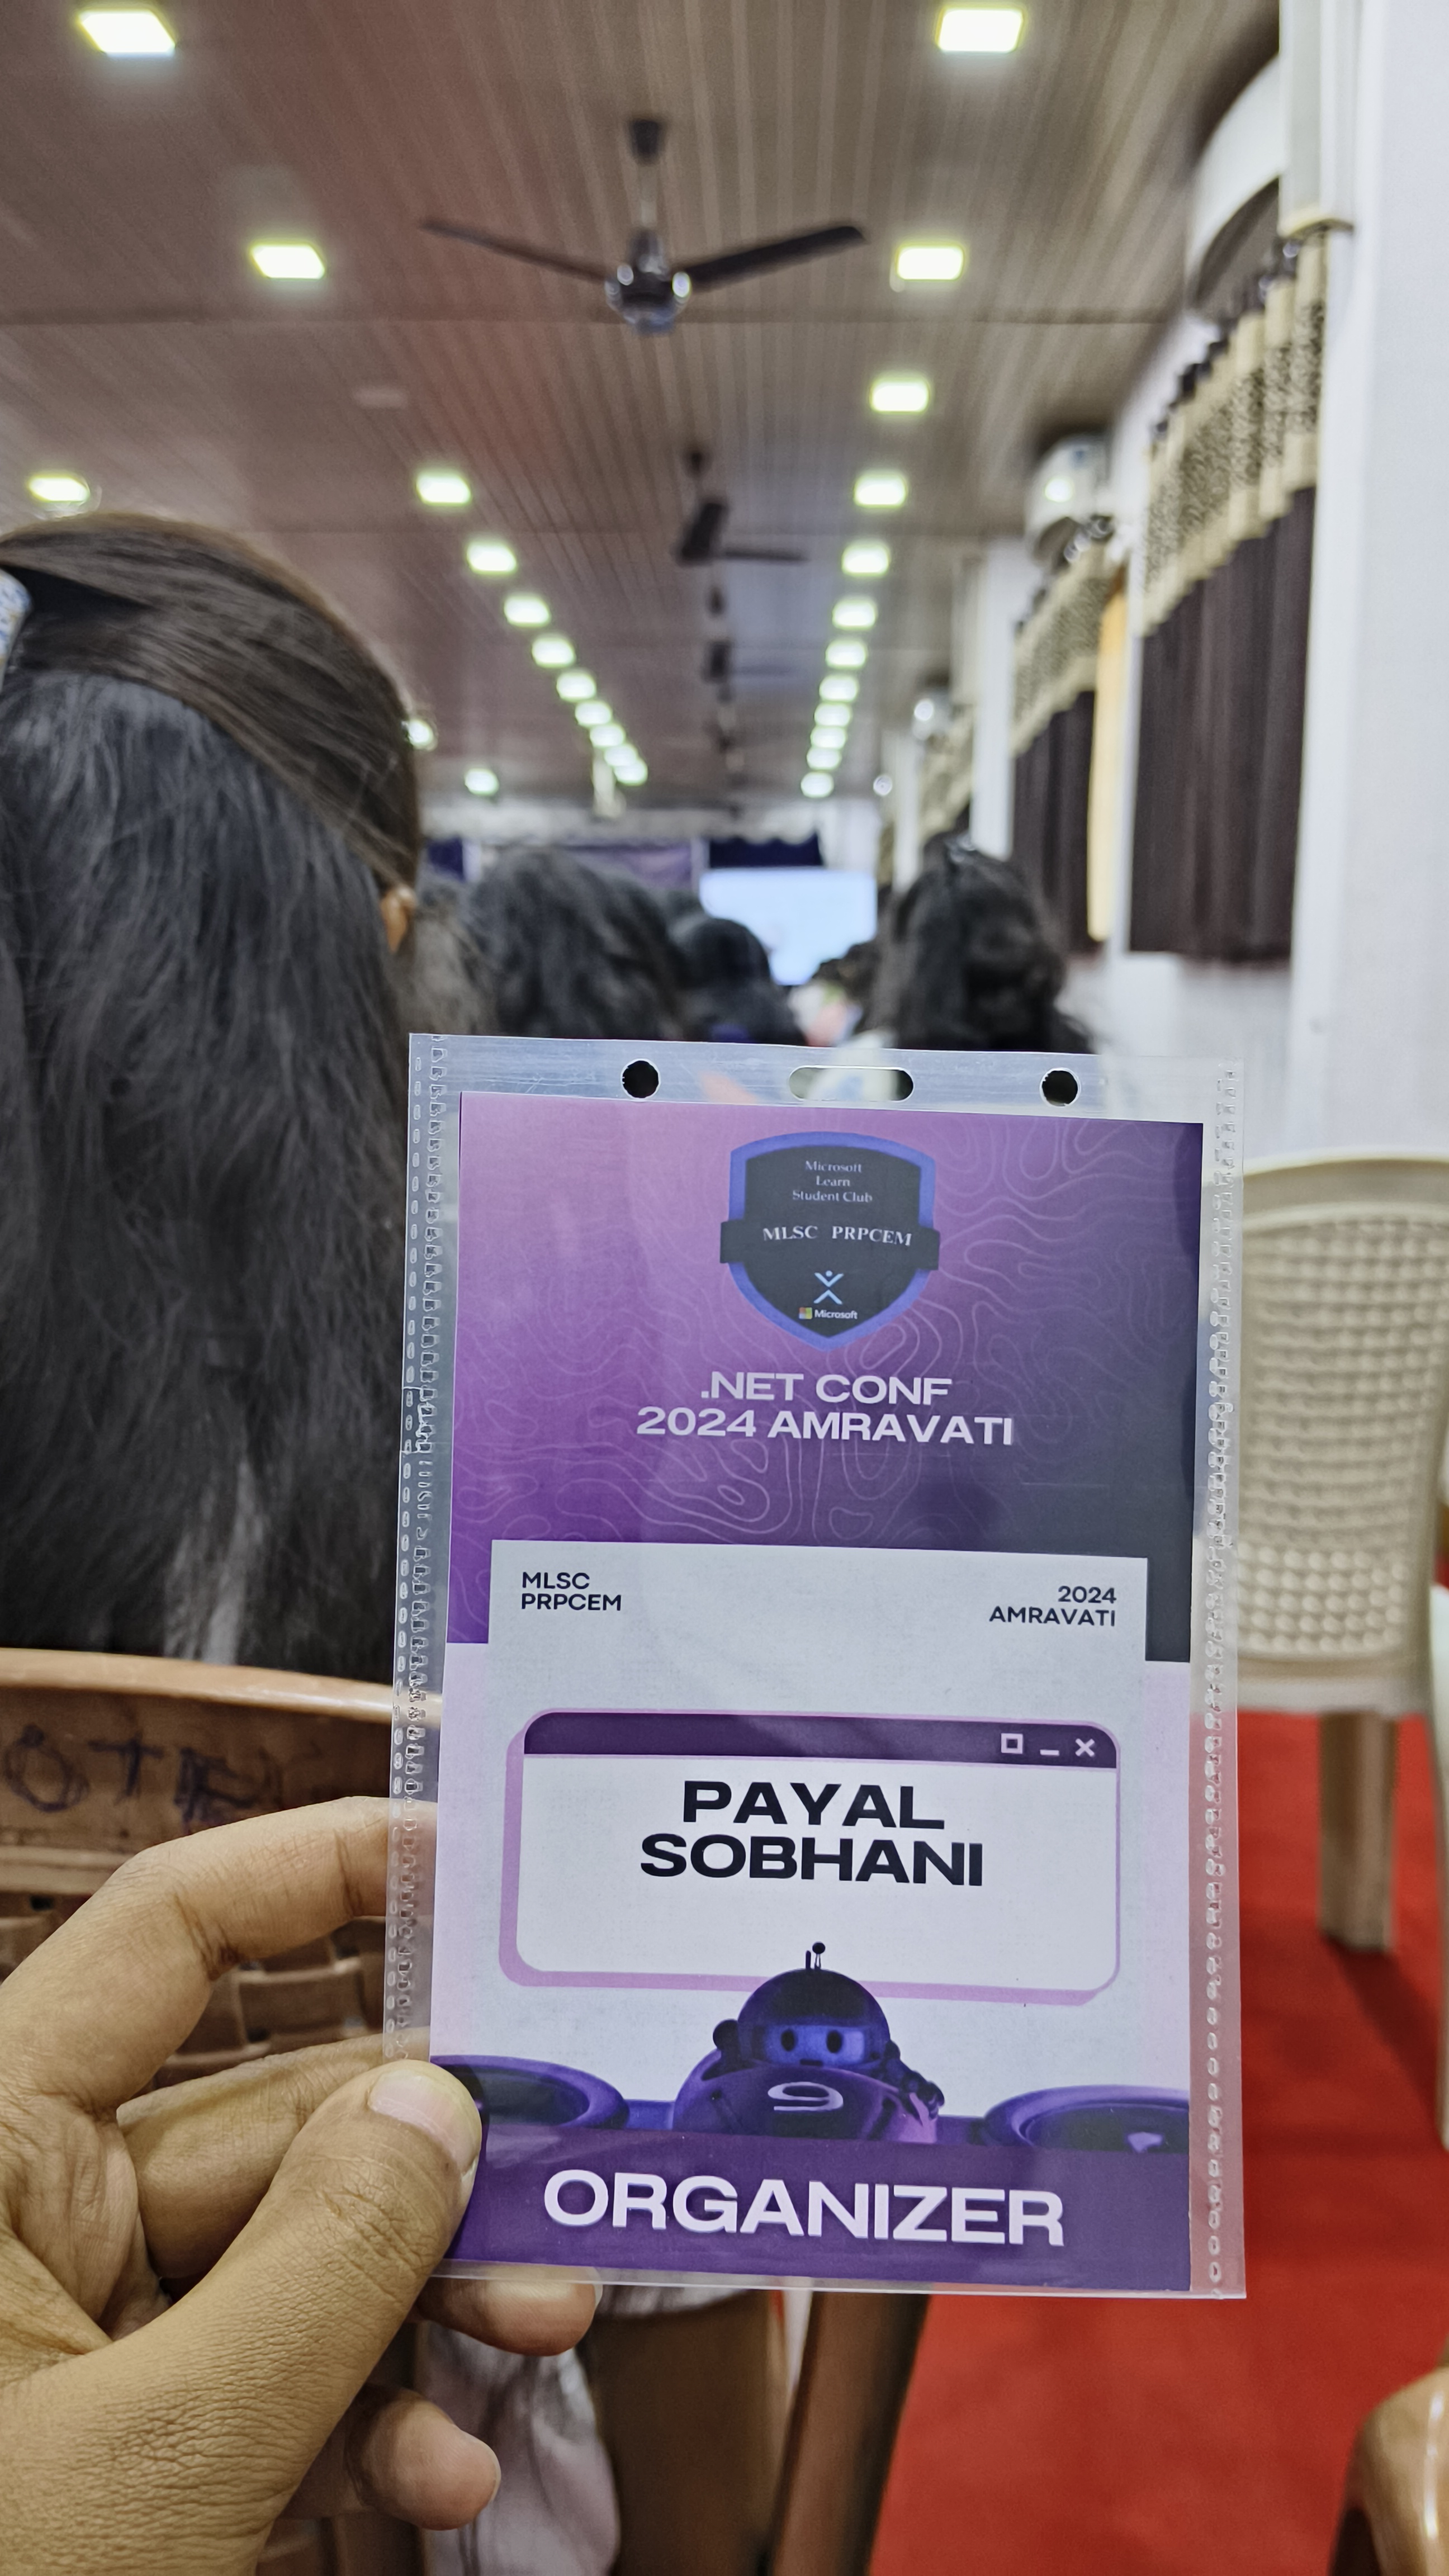 Microsoft
Learn
Student Club
MLSC PRPCEM
Microsoft
.NET CONF
2024 AMRAVATI
MLSC
PRPCEM
2024
AMRAVATI
PAYAL
SOBHANI
9
ORGANIZER